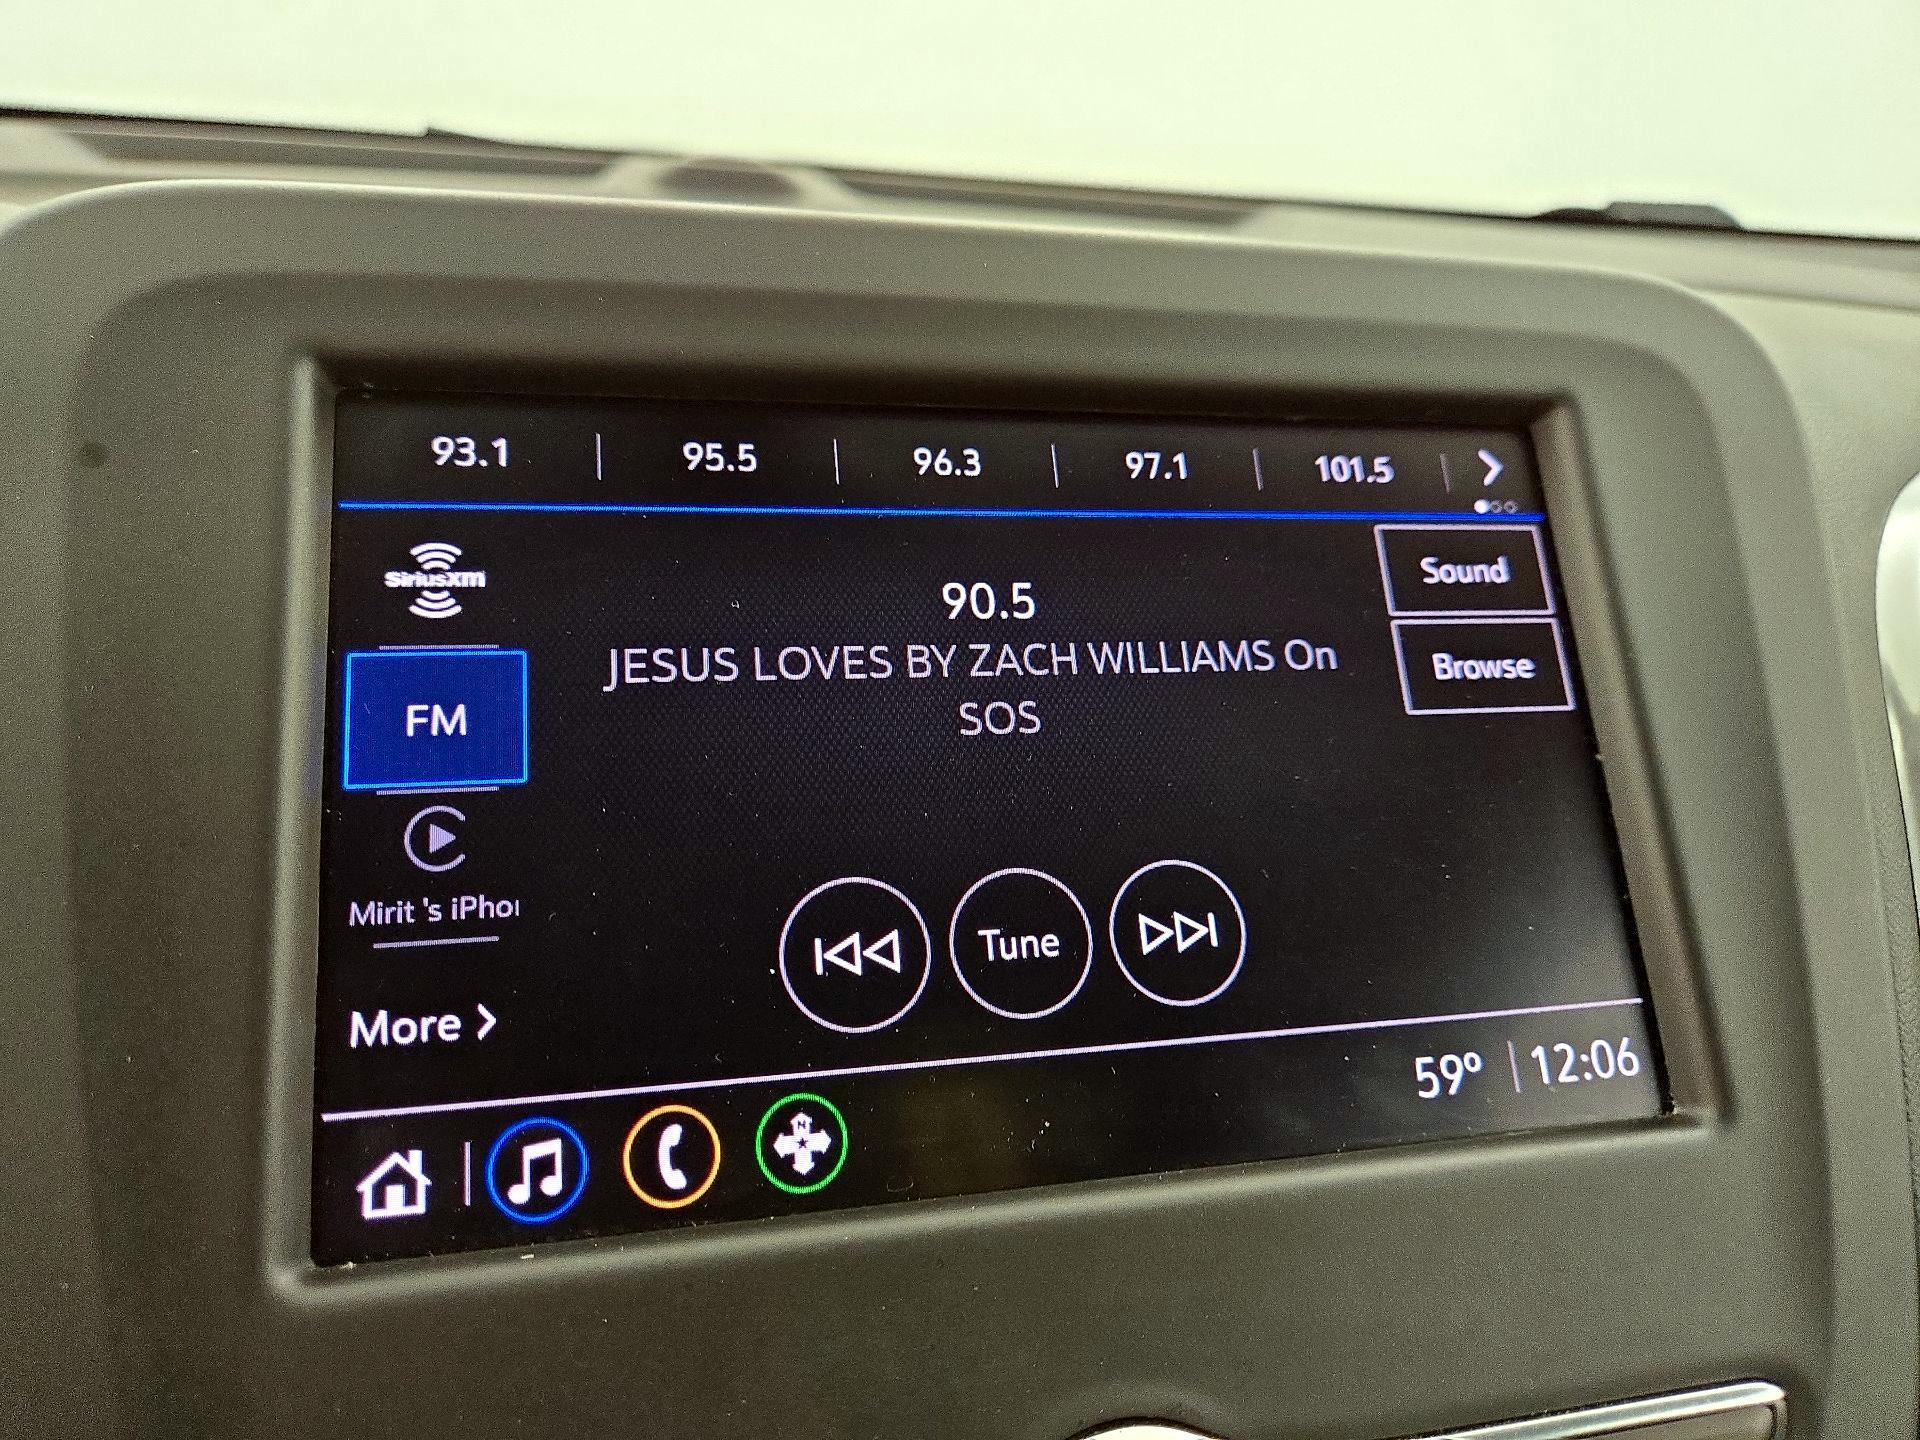 93.1 95.5 96.3 97.1 101.5
SiriusXM
Sound
90.5
JESUS LOVES BY ZACH WILLIAMS On
SOS
Browse
FM
Mirit 's iPho
Tune
More
59° 12:06
N